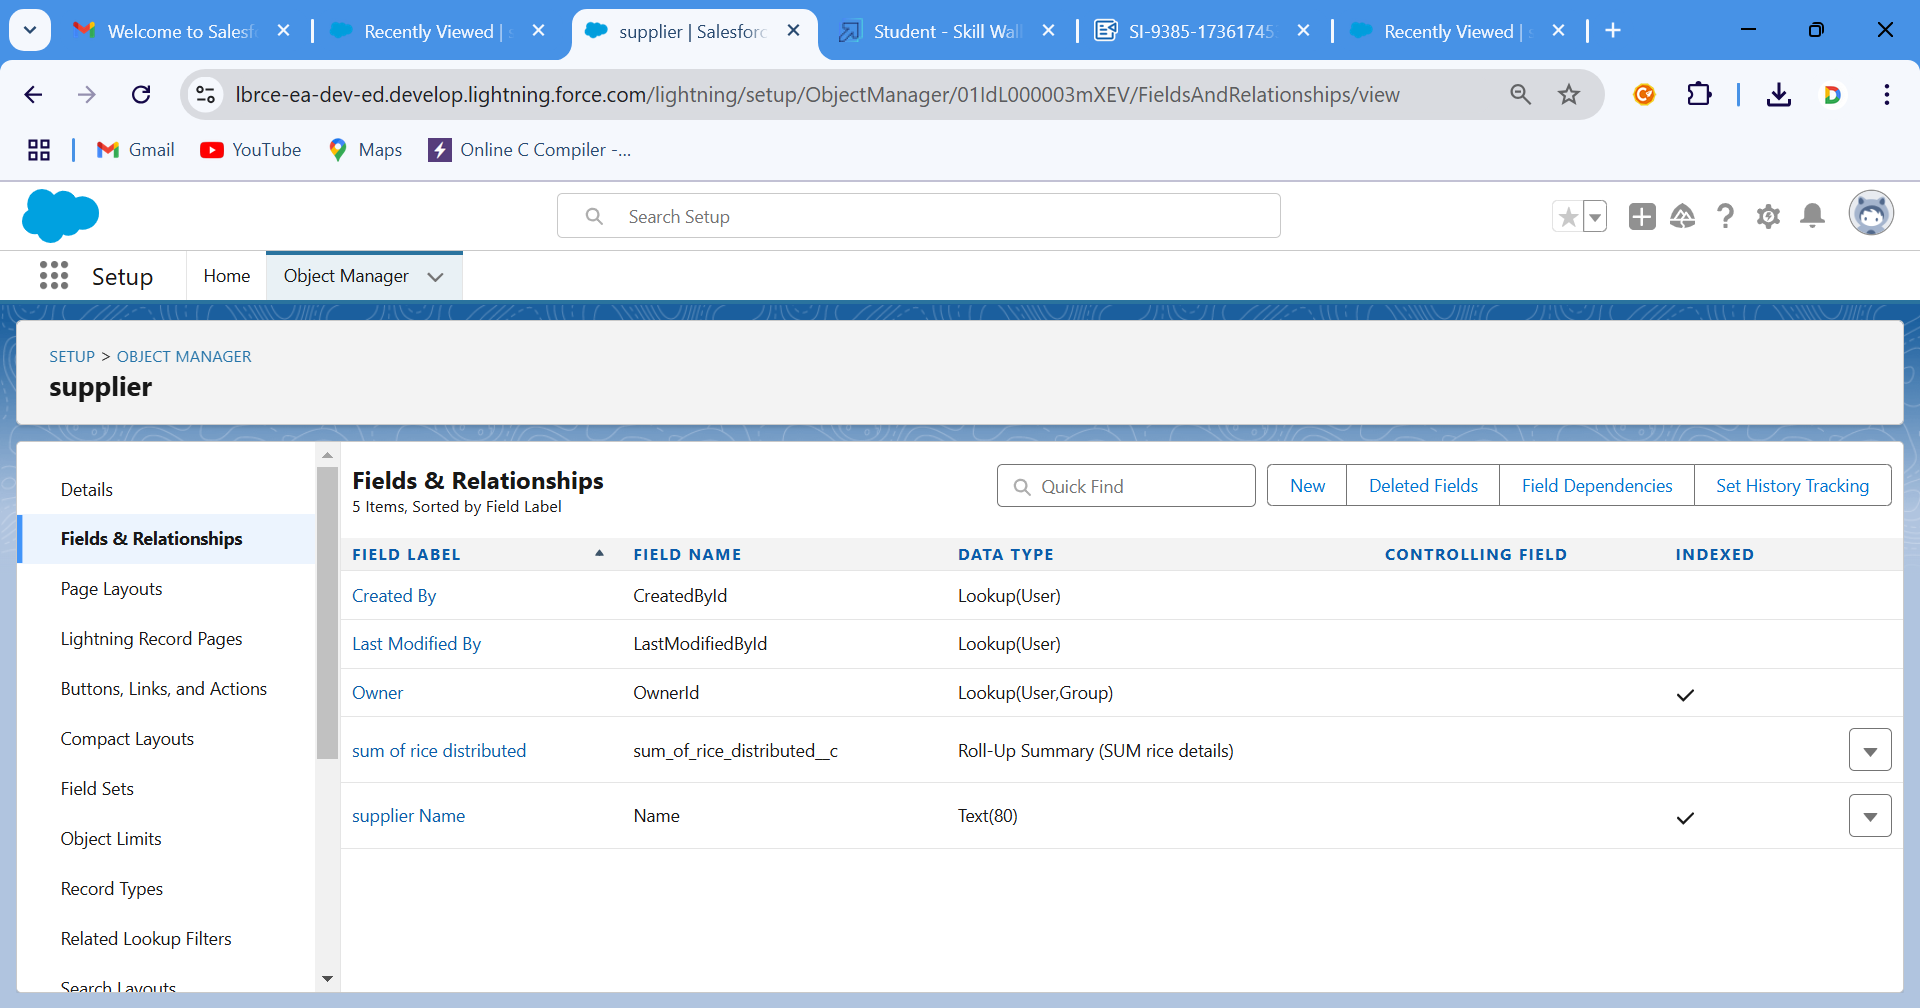 Welcome to Salesf
Recently Viewed | s
supplier | Salesforc
Student - Skill Wall
SI-9385-17361745
Recently Viewed | s
lbrce-ea-dev-ed.develop.lightning.force.com/lightning/setup/ObjectManager/01IdL000003mXEV/FieldsAndRelationships/view
D
Gmail
YouTube
Maps
Online C Compiler -...
Search Setup
Setup
Home
Object Manager
SETUP > OBJECT MANAGER
supplier
Details
Fields & Relationships
Page Layouts
Lightning Record Pages
Buttons, Links, and Actions
Compact Layouts
Field Sets
Object Limits
Record Types
Related Lookup Filters
Search Layouts
Fields & Relationships
5 Items, Sorted by Field Label
Quick Find
New
Deleted Fields
Field Dependencies
Set History Tracking
FIELD LABEL FIELD NAME DATA TYPE CONTROLLING FIELD INDEXED
Created By CreatedById Lookup(User)
Last Modified By LastModifiedById Lookup(User)
Owner OwnerId Lookup(User,Group)
sum of rice distributed sum_of_rice_distributed__c Roll-Up Summary (SUM rice details)
supplier Name Name Text(80)